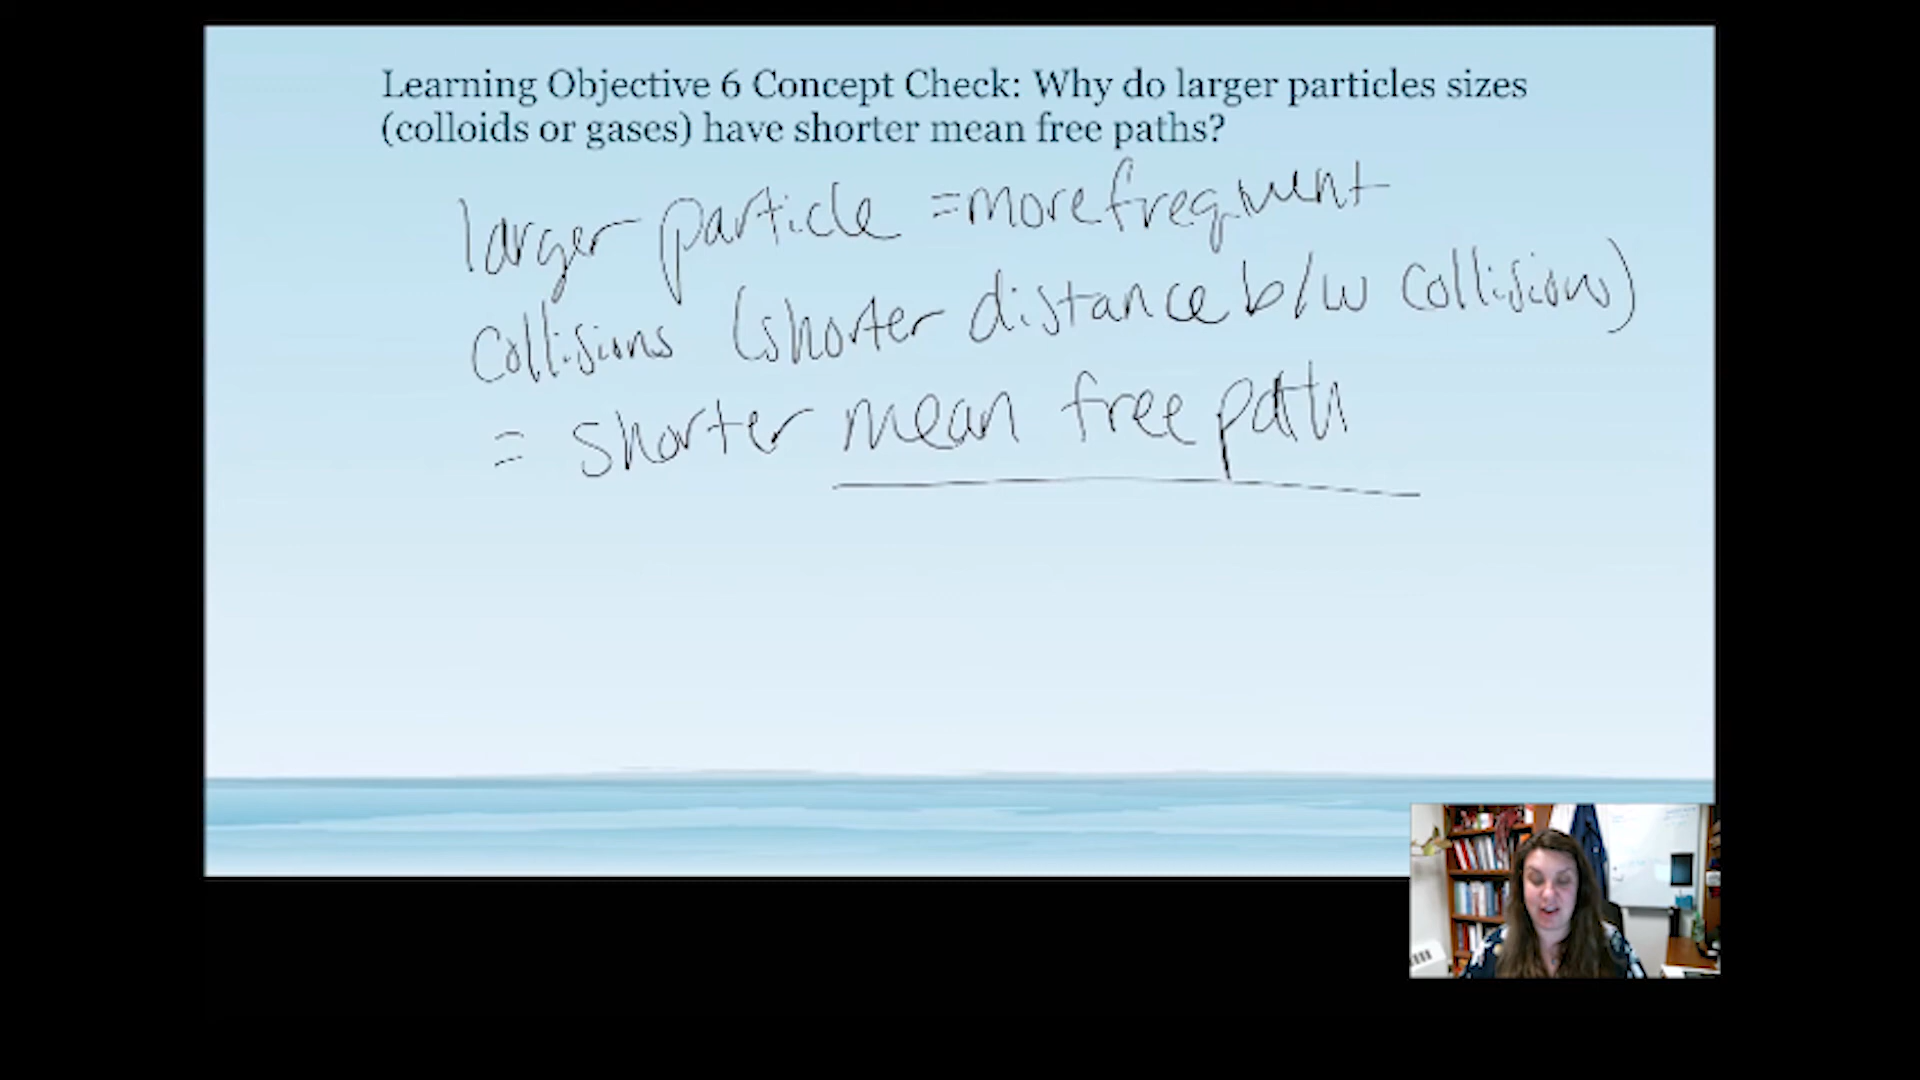 Learning Objective 6 Concept Check: Why do larger particles sizes
(colloids or gases) have shorter mean free paths?
larger particle = more frequent
collisions (shorter distance b/w collisions)
= shorter mean free path